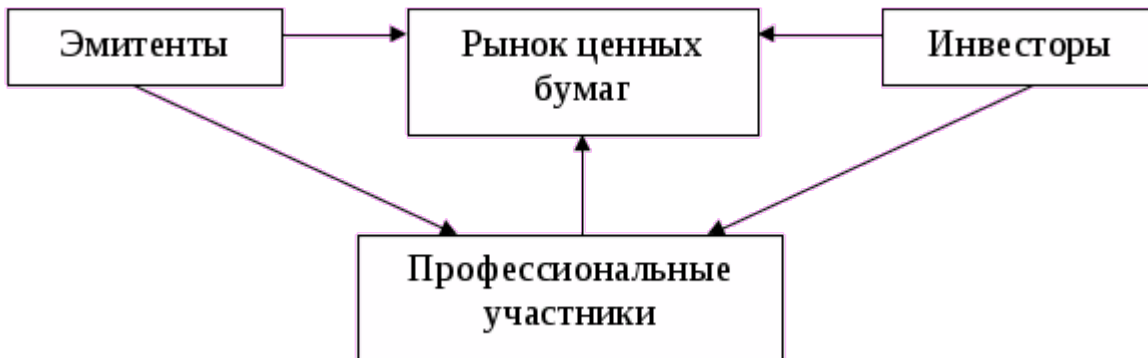 Эмитенты
Рынок ценных
бумаг
Инвесторы
Профессиональные
участники